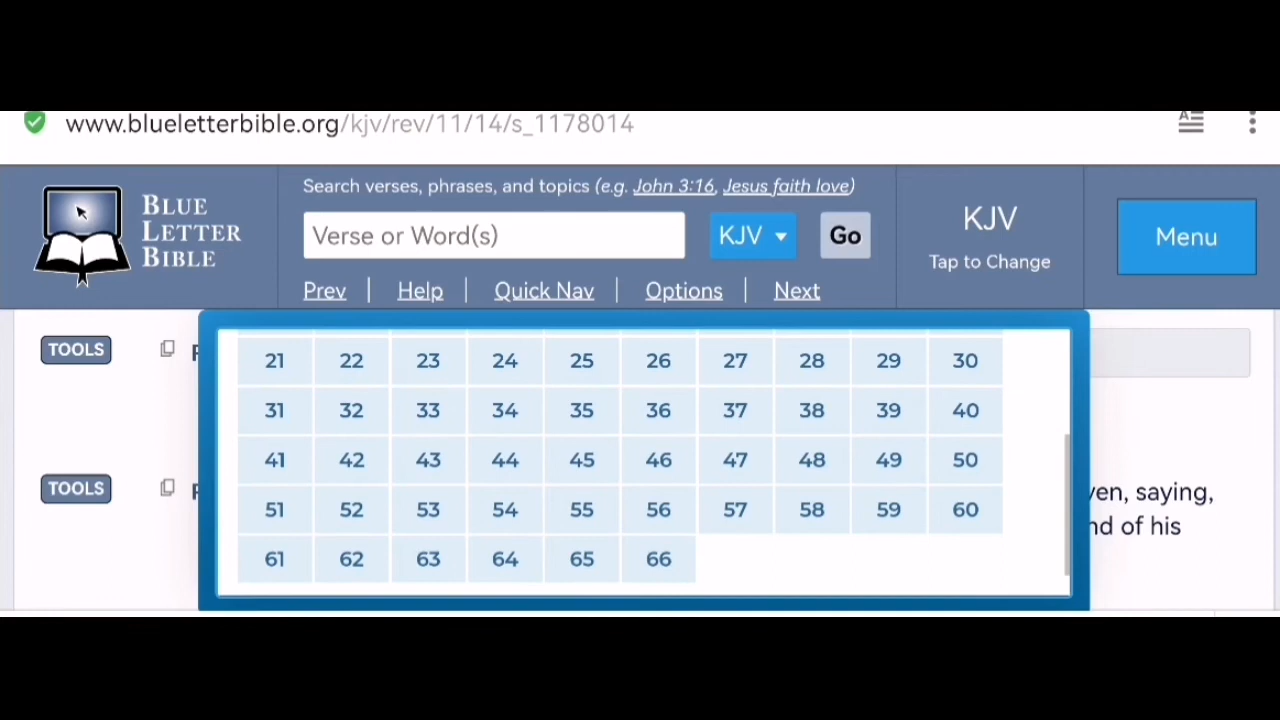 www.blueletterbible.org/kjv/rev/11/14/s_1178014
BLUE LETTER BIBLE
Search verses, phrases, and topics (e.g. John 3:16, Jesus faith love)
Verse or Word(s)
KJV
Go
Prev | Help | Quick Nav | Options | Next
KJV
Tap to Change
Menu
TOOLS
21 22 23 24 25 26 27 28 29 30
31 32 33 34 35 36 37 38 39 40
41 42 43 44 45 46 47 48 49 50
TOOLS
saying,
of his
51 52 53 54 55 56 57 58 59 60
61 62 63 64 65 66